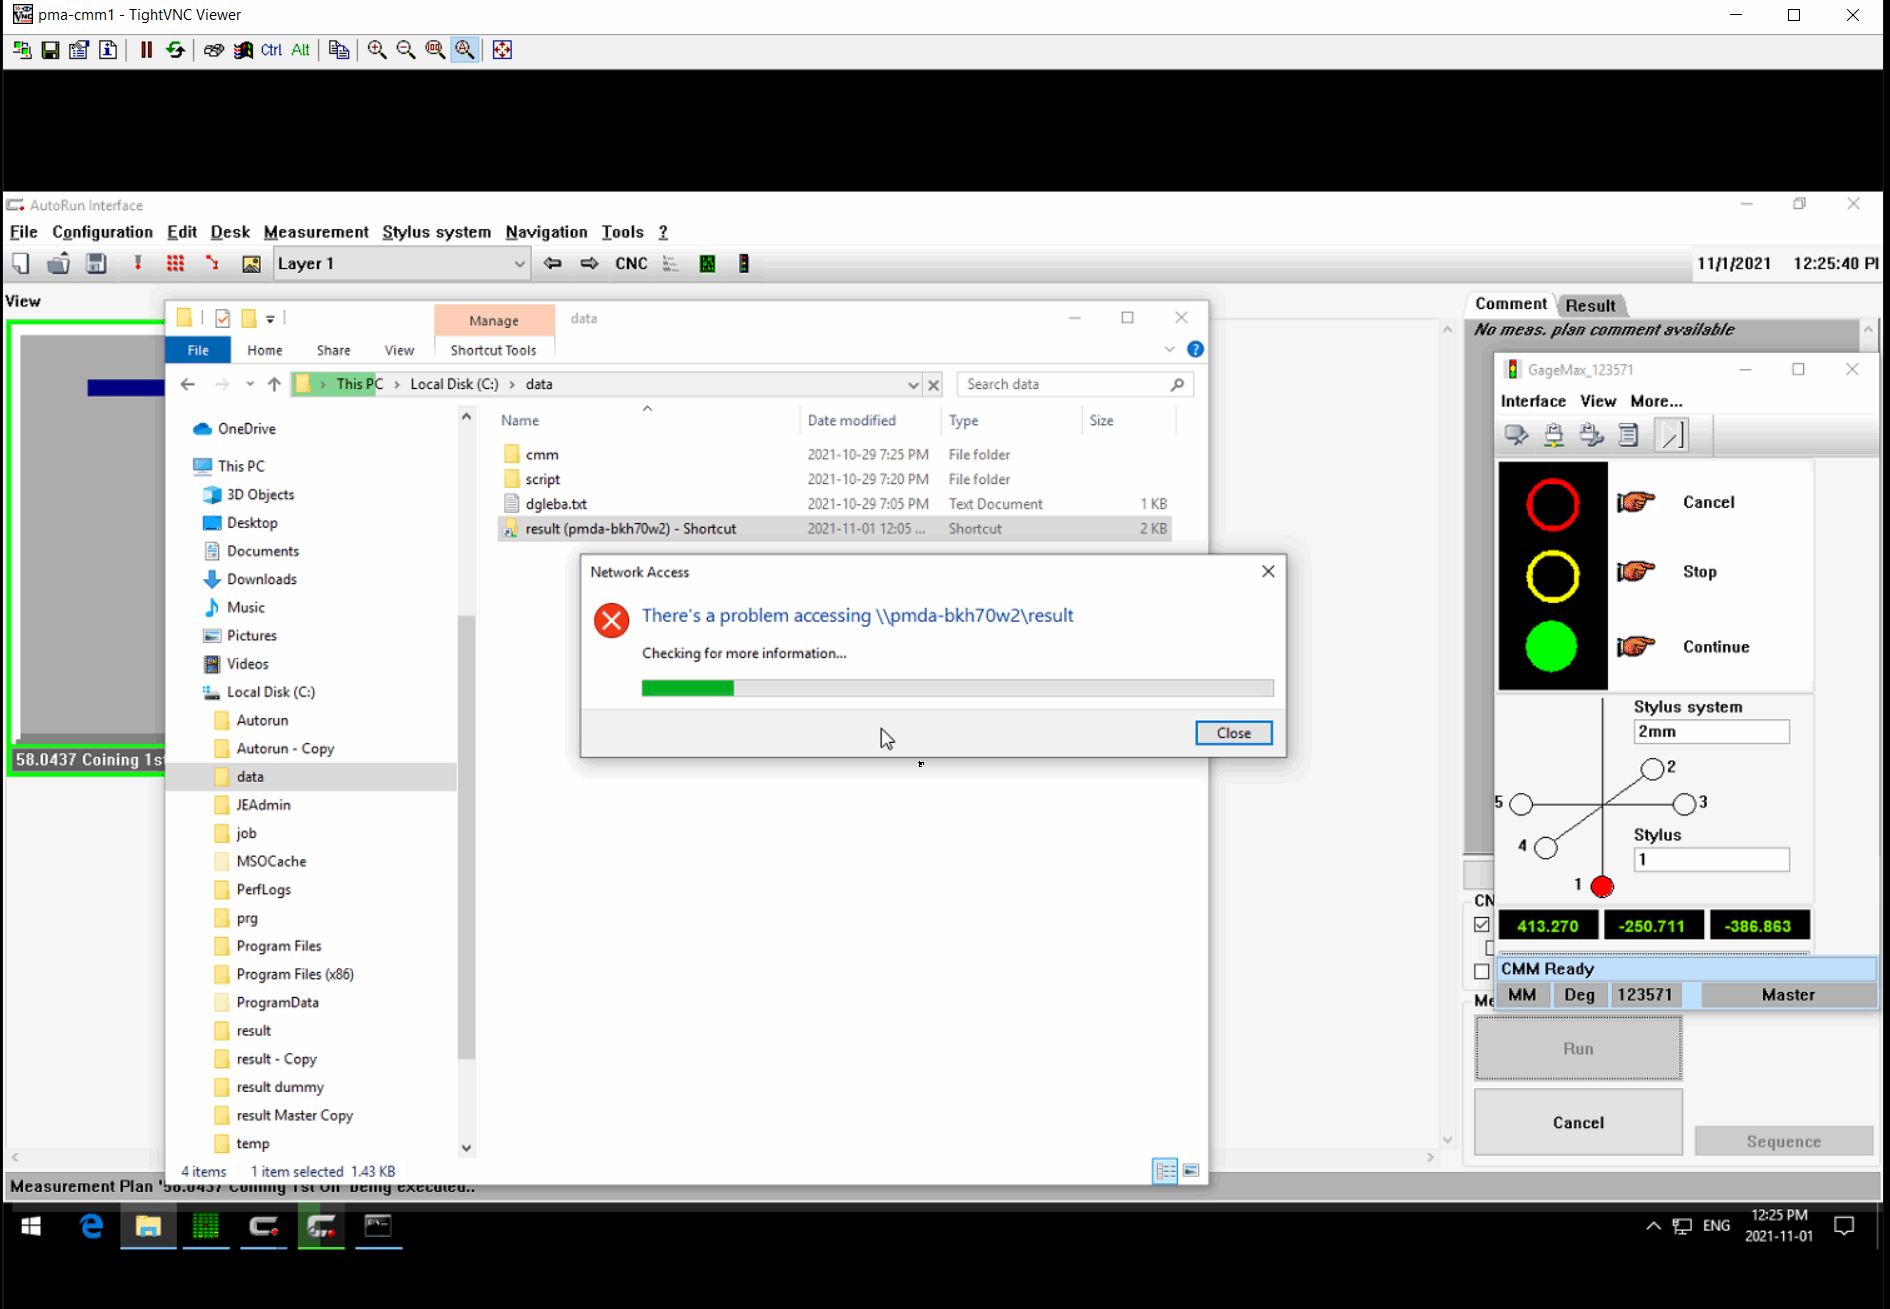 pma-cmm1 - TightVNC Viewer
Ctrl Alt
AutoRun Interface
File Configuration Edit Desk Measurement Stylus system Navigation Tools ?
Layer 1
CNC
11/1/2021 12:25:40 PI
View
58.0437 Coining 1st
Manage
data
File Home Share View Shortcut Tools
This PC › Local Disk (C:) › data
Search data
OneDrive
This PC
3D Objects
Desktop
Documents
Downloads
Music
Pictures
Videos
Local Disk (C:)
Autorun
Autorun - Copy
data
JEAdmin
job
MSOCache
PerfLogs
prg
Program Files
Program Files (x86)
ProgramData
result
result - Copy
result dummy
result Master Copy
temp
Name Date modified Type Size
cmm 2021-10-29 7:25 PM File folder
script 2021-10-29 7:20 PM File folder
dgleba.txt 2021-10-29 7:05 PM Text Document 1 KB
result (pmda-bkh70w2) - Shortcut 2021-11-01 12:05 ... Shortcut 2 KB
Network Access
There's a problem accessing \\pmda-bkh70w2\result
Checking for more information...
Close
4 items 1 item selected 1.43 KB
Comment Result
No meas. plan comment available
GageMax_123571
Interface View More...
Cancel
Stop
Continue
Stylus system
2mm
2
5
3
4
1
Stylus
1
CN
413.270 -250.711 -386.863
CMM Ready
MM Deg 123571 Master
Me
Run
Cancel
Sequence
Measurement Plan '58.0437 Coining 1st Off' being executed..
ENG
12:25 PM
2021-11-01